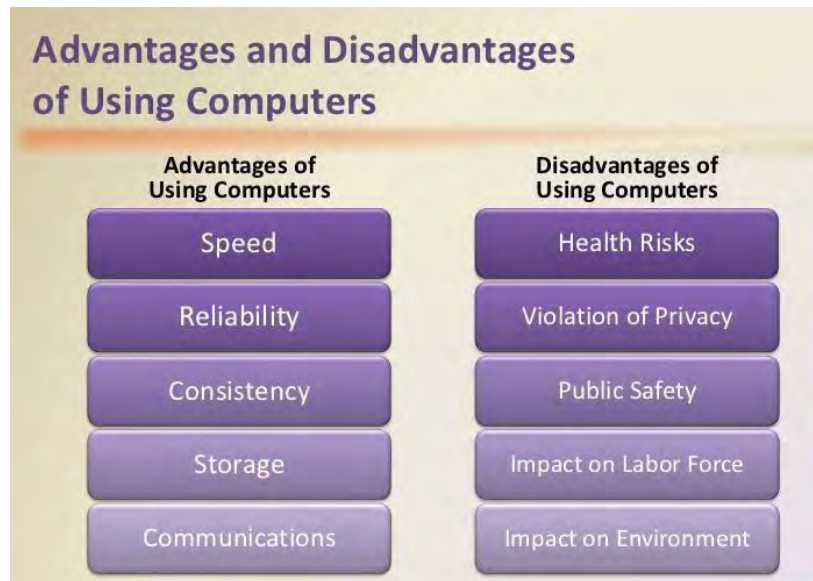 Advantages and Disadvantages
of Using Computers
Advantages of
Using Computers
Speed
Reliability
Consistency
Storage
Communications
Disadvantages of
Using Computers
Health Risks
Violation of Privacy
Public Safety
Impact on Labor Force
Impact on Environment